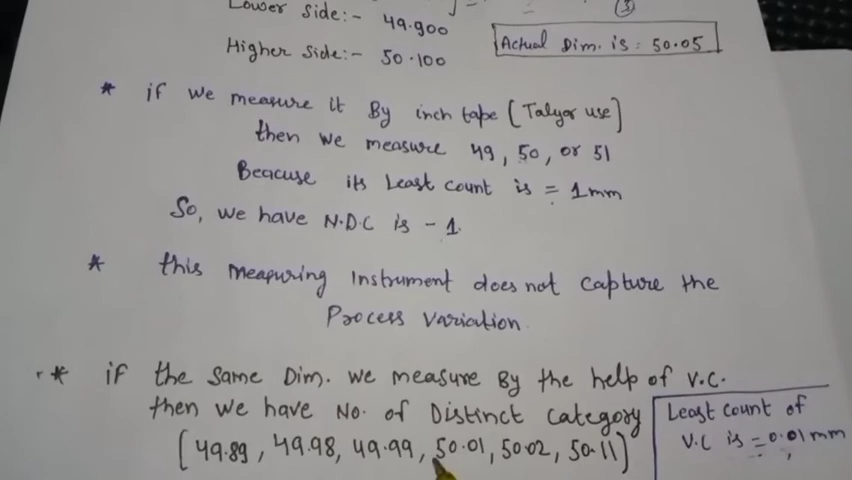 Lower Side:- 49.900
③
Higher Side:- 50.100
Actual Dim. is: 50.05
* if we measure it By inch tape [Talyor use]
then we measure 49, 50, or 51
Beacuse its Least count is = 1mm
So, we have N.D.C is - 1.
* this measuring instrument does not capture the
Process variation.
* if the same Dim. we measure By the help of V.C.
then we have No. of Distinct category
[49.89, 49.98, 49.99, 50.01, 50.02, 50.11]
Least count of
V.C is = 0.01mm